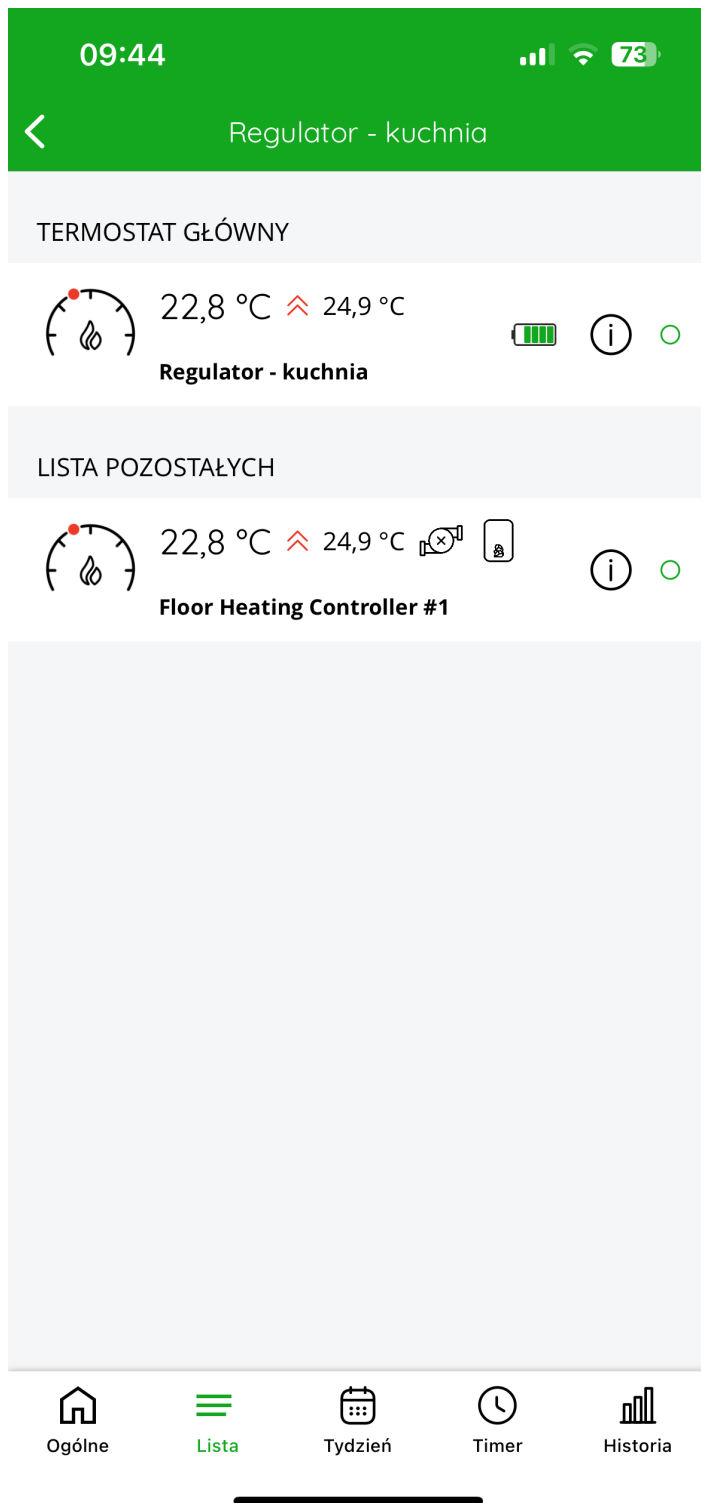 09:44
73
Regulator - kuchnia
TERMOSTAT GŁÓWNY
22,8 °C 24,9 °C
Regulator - kuchnia
LISTA POZOSTAŁYCH
22,8 °C 24,9 °C
Floor Heating Controller #1
Ogólne Lista Tydzień Timer Historia